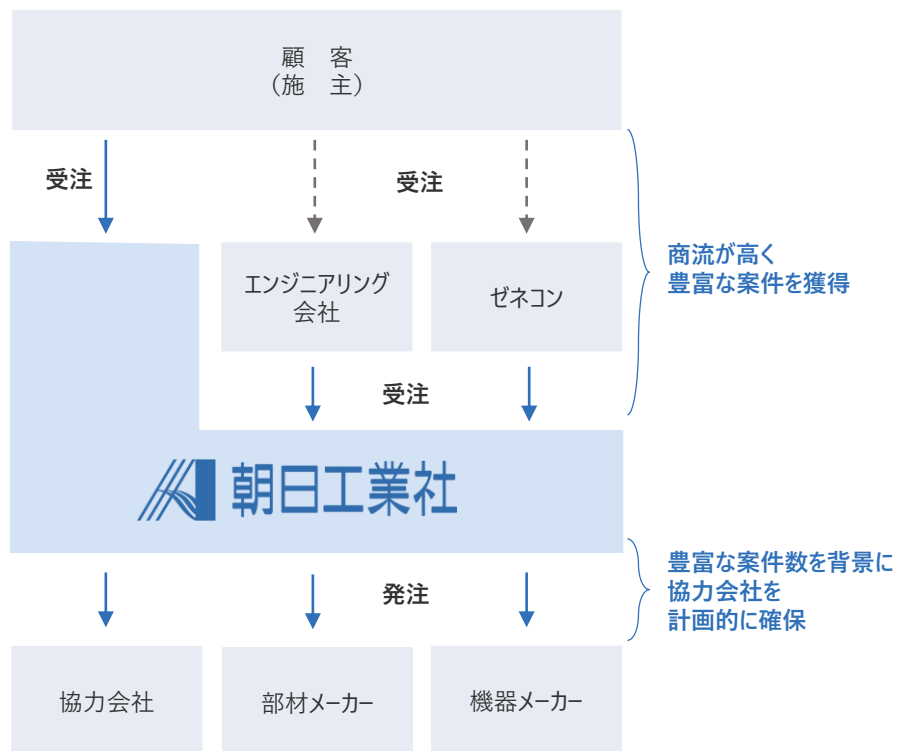 顧　客
（施　主）
受注
受注
エンジニアリング
会社
ゼネコン
商流が高く
豊富な案件を獲得
受注
朝日工業社
発注
豊富な案件数を背景に
協力会社を
計画的に確保
協力会社
部材メーカー
機器メーカー